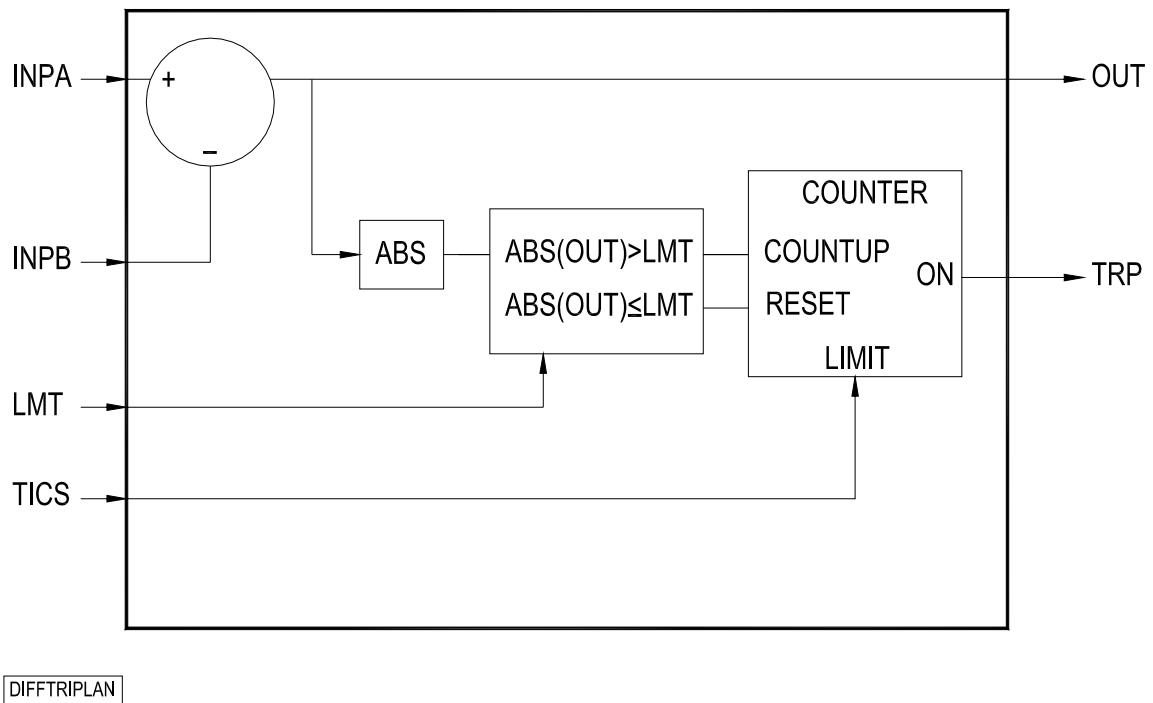 INPA
+
OUT
−
COUNTER
INPB
ABS
ABS(OUT)>LMT
COUNTUP
ON
TRP
ABS(OUT)≤LMT
RESET
LIMIT
LMT
TICS
DIFFTRIPLAN